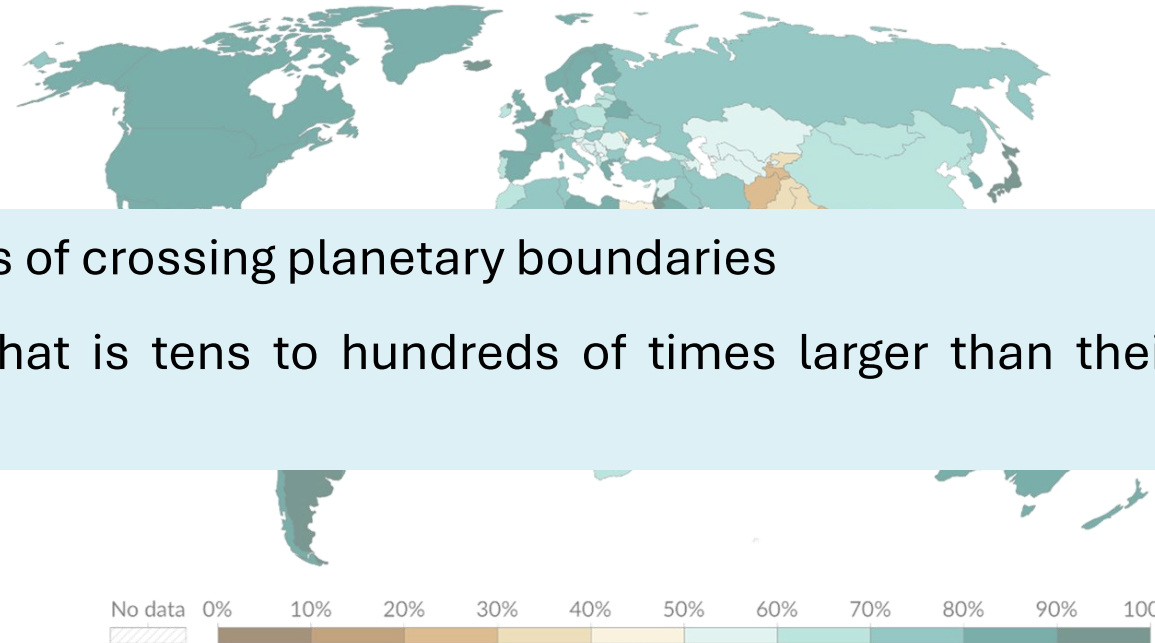 s of crossing planetary boundaries
hat is tens to hundreds of times larger than thei
No data 0% 10% 20% 30% 40% 50% 60% 70% 80% 90% 100